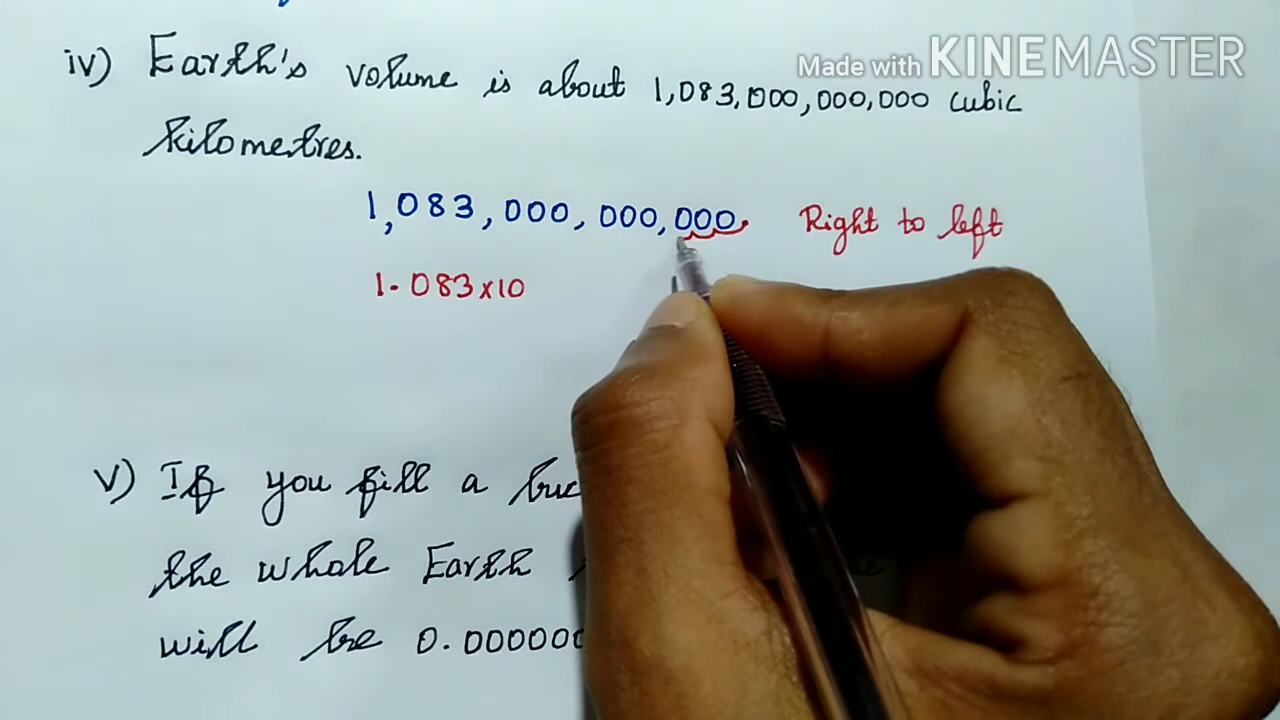 Made with KINEMASTER
iv) Earth's volume is about 1,083,000,000,000 cubic
kilometres.
1,083,000,000,000. Right to left
1.083x10
v) If you fill a buc
the whole Earth
will be 0.000000